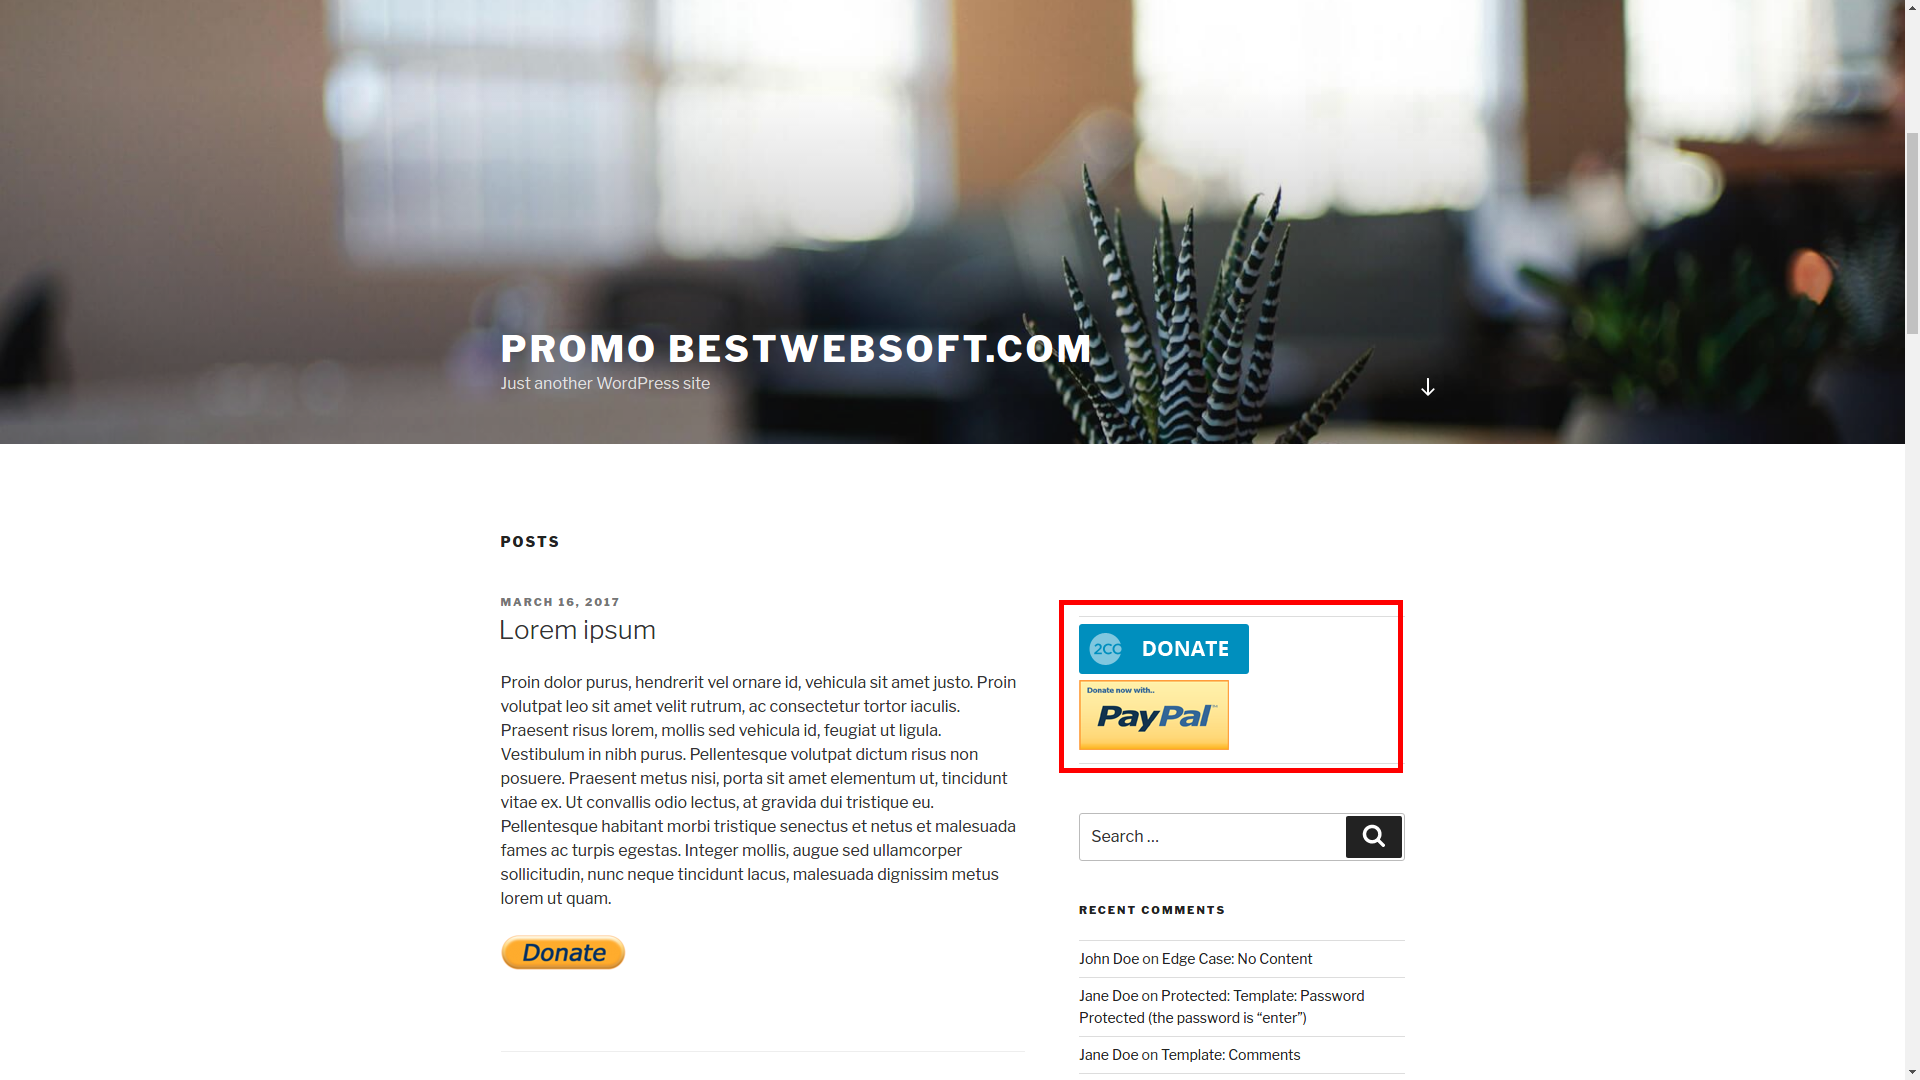 PROMO BESTWEBSOFT.COM
Just another WordPress site
POSTS
MARCH 16, 2017
Lorem ipsum
Proin dolor purus, hendrerit vel ornare id, vehicula sit amet justo. Proin
volutpat leo sit amet velit rutrum, ac consectetur tortor iaculis.
Praesent risus lorem, mollis sed vehicula id, feugiat ut ligula.
Vestibulum in nibh purus. Pellentesque volutpat dictum risus non
posuere. Praesent metus nisi, porta sit amet elementum ut, tincidunt
vitae ex. Ut convallis odio lectus, at gravida dui tristique eu.
Pellentesque habitant morbi tristique senectus et netus et malesuada
fames ac turpis egestas. Integer mollis, augue sed ullamcorper
sollicitudin, nunc neque tincidunt lacus, malesuada dignissim metus
lorem ut quam.
Donate
2CO DONATE
Donate now with..
PayPal
Search …
RECENT COMMENTS
John Doe on Edge Case: No Content
Jane Doe on Protected: Template: Password
Protected (the password is “enter”)
Jane Doe on Template: Comments